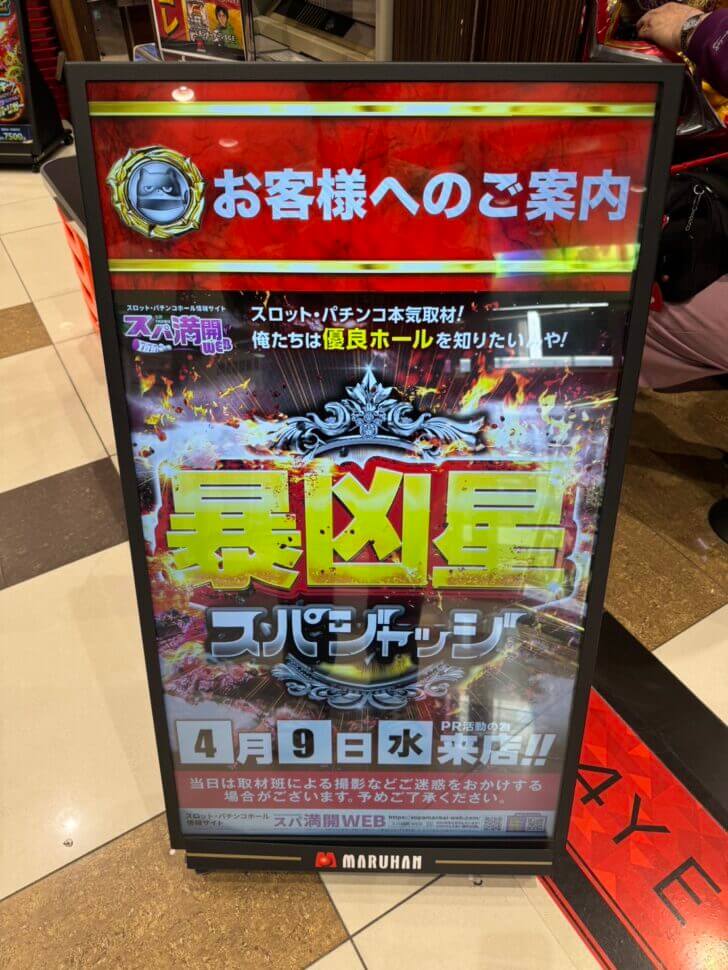 お客様へのご案内
スロット・パチンコホール情報サイト
スパ満開
WEB
スロット・パチンコ本気取材!
俺たちは優良ホールを知りたいんや!
暴凶星
スパジャッジ
PR活動の為
4月9日水来店!!
当日は取材班による撮影などご迷惑をおかけする
場合がございます。予めご了承ください。
スロット・パチンコホール
情報サイト
スパ満開WEB
MARUHAN
4YE
7500